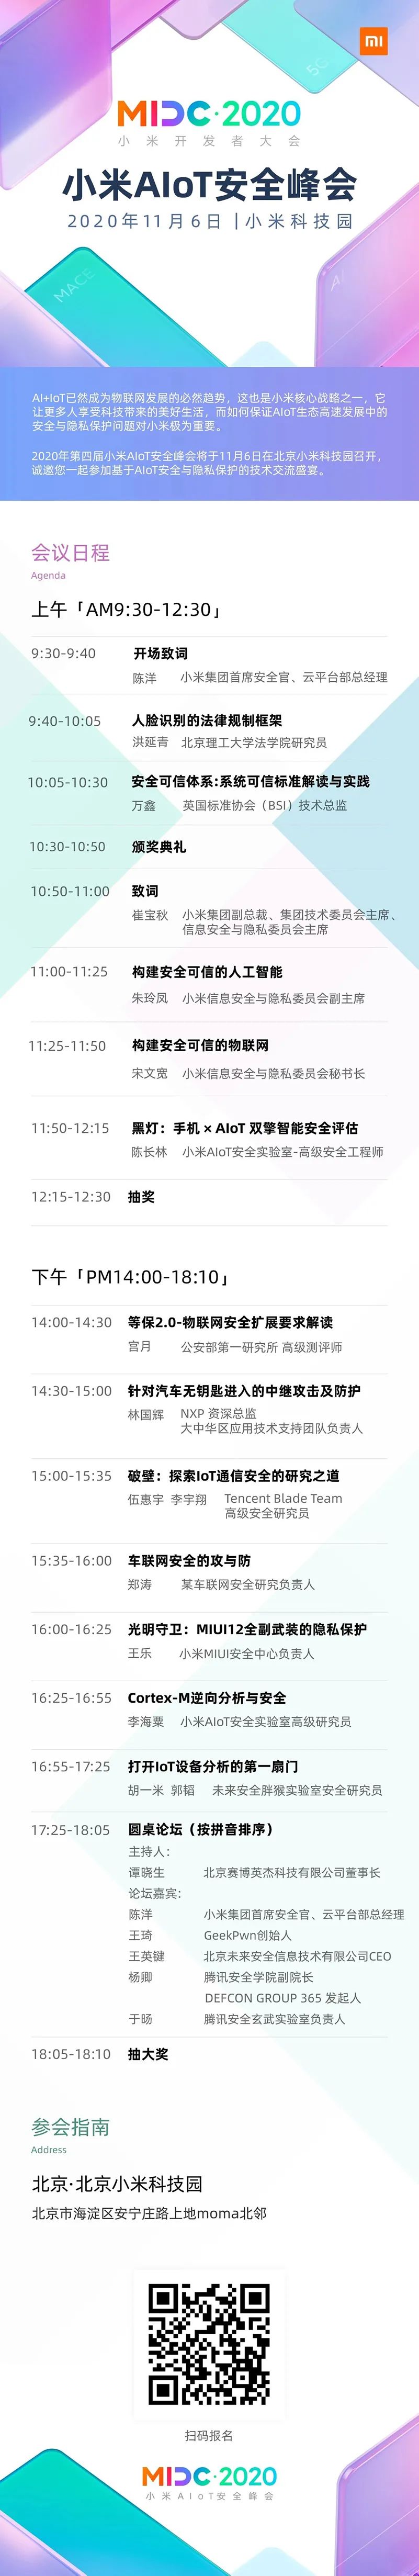 mi
5G
MIDC·2020
小米开发者大会
小米AIoT安全峰会
2020年11月6日 | 小米科技园
MACE
AI
AI+IoT已然成为物联网发展的必然趋势，这也是小米核心战略之一，它
让更多人享受科技带来的美好生活，而如何保证AIoT生态高速发展中的
安全与隐私保护问题对小米极为重要。
2020年第四届小米AIoT安全峰会将于11月6日在北京小米科技园召开，
诚邀您一起参加基于AIoT安全与隐私保护的技术交流盛宴。
会议日程
Agenda
上午「AM9:30-12:30」
9:30-9:40 开场致词
陈洋 小米集团首席安全官、云平台部总经理
9:40-10:05 人脸识别的法律规制框架
洪延青 北京理工大学法学院研究员
10:05-10:30 安全可信体系:系统可信标准解读与实践
万鑫 英国标准协会（BSI）技术总监
10:30-10:50 颁奖典礼
10:50-11:00 致词
崔宝秋 小米集团副总裁、集团技术委员会主席、
信息安全与隐私委员会主席
11:00-11:25 构建安全可信的人工智能
朱玲凤 小米信息安全与隐私委员会副主席
11:25-11:50 构建安全可信的物联网
宋文宽 小米信息安全与隐私委员会秘书长
11:50-12:15 黑灯：手机 × AIoT 双擎智能安全评估
陈长林 小米AIoT安全实验室-高级安全工程师
12:15-12:30 抽奖
下午「PM14:00-18:10」
14:00-14:30 等保2.0-物联网安全扩展要求解读
宫月 公安部第一研究所 高级测评师
14:30-15:00 针对汽车无钥匙进入的中继攻击及防护
林国辉 NXP 资深总监
大中华区应用技术支持团队负责人
15:00-15:35 破壁：探索IoT通信安全的研究之道
伍惠宇 李宇翔 Tencent Blade Team
高级安全研究员
15:35-16:00 车联网安全的攻与防
郑涛 某车联网安全研究负责人
16:00-16:25 光明守卫：MIUI12全副武装的隐私保护
王乐 小米MIUI安全中心负责人
16:25-16:55 Cortex-M逆向分析与安全
李海粟 小米AIoT安全实验室高级研究员
16:55-17:25 打开IoT设备分析的第一扇门
胡一米 郭韬 未来安全胖猴实验室安全研究员
17:25-18:05 圆桌论坛（按拼音排序）
主持人：
谭晓生 北京赛博英杰科技有限公司董事长
论坛嘉宾：
陈洋 小米集团首席安全官、云平台部总经理
王琦 GeekPwn创始人
王英键 北京未来安全信息技术有限公司CEO
杨卿 腾讯安全学院副院长
DEFCON GROUP 365 发起人
于旸 腾讯安全玄武实验室负责人
18:05-18:10 抽大奖
参会指南
Address
北京·北京小米科技园
北京市海淀区安宁庄路上地moma北邻
扫码报名
MIDC·2020
小米AIoT安全峰会